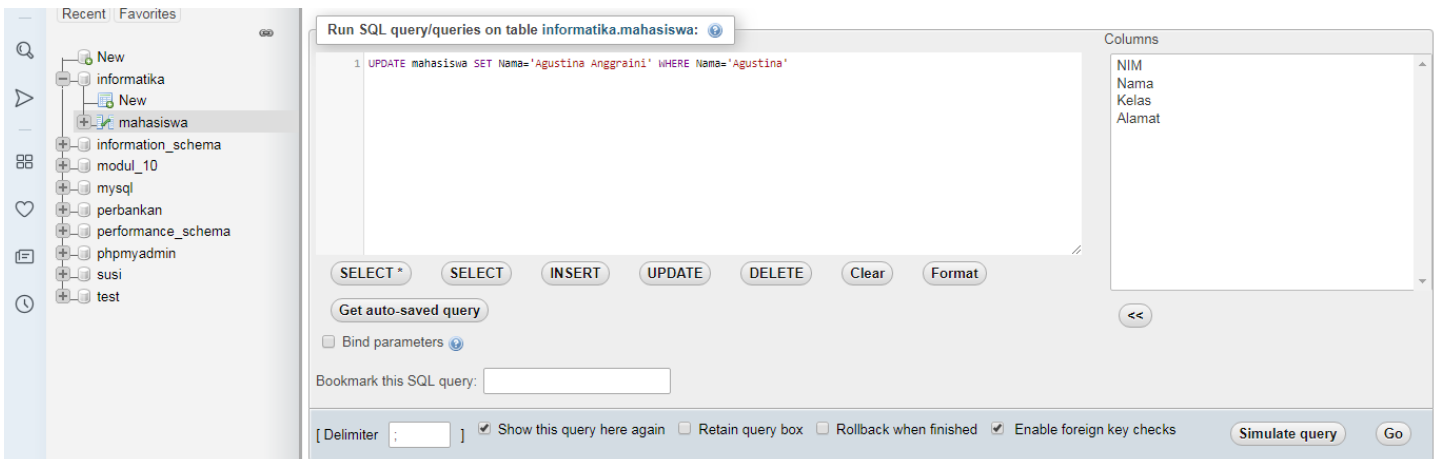 Recent Favorites
New
informatika
New
mahasiswa
information_schema
modul_10
mysql
perbankan
performance_schema
phpmyadmin
susi
test
Run SQL query/queries on table informatika.mahasiswa:
1 UPDATE mahasiswa SET Nama='Agustina Anggraini' WHERE Nama='Agustina'
Columns
NIM
Nama
Kelas
Alamat
SELECT * SELECT INSERT UPDATE DELETE Clear Format
Get auto-saved query
<<
Bind parameters
Bookmark this SQL query:
[ Delimiter ; ] Show this query here again Retain query box Rollback when finished Enable foreign key checks Simulate query Go